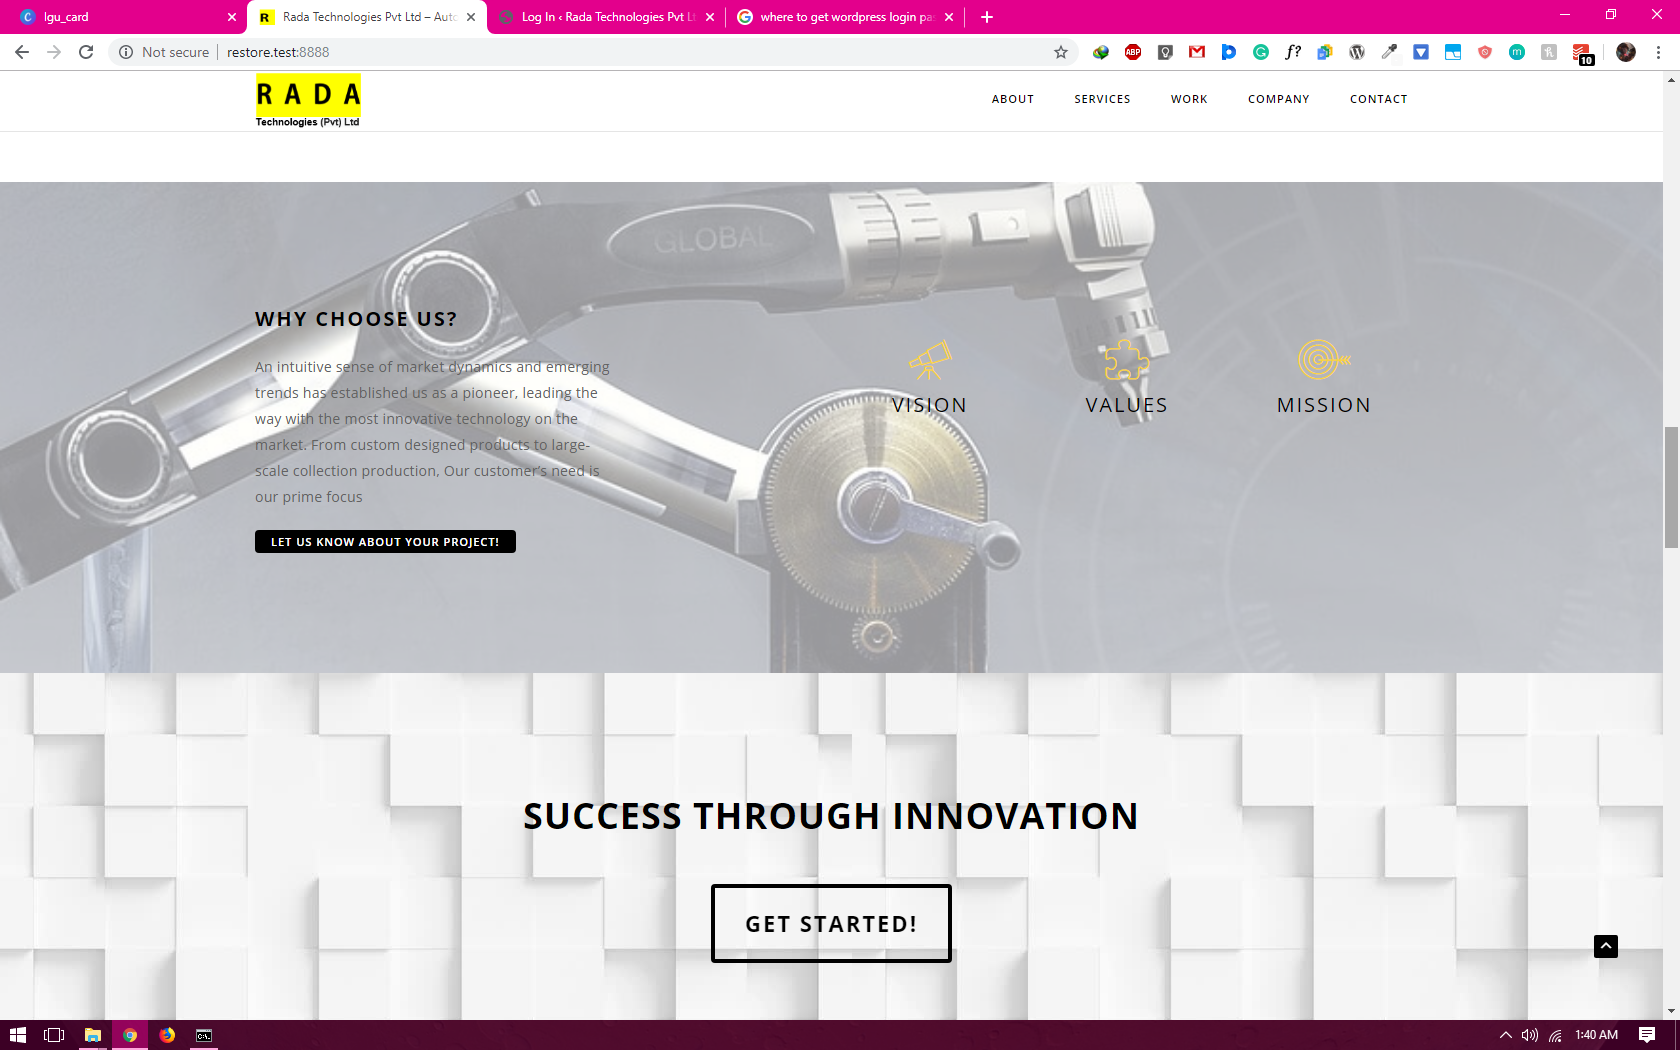 lgu_card
Rada Technologies Pvt Ltd – Auto
Log In ‹ Rada Technologies Pvt Lt
where to get wordpress login pa
Not secure
restore.test:8888
ABP
f?
m
10
RADA
Technologies (Pvt) Ltd
ABOUT
SERVICES
WORK
COMPANY
CONTACT
GLOBAL
WHY CHOOSE US?
An intuitive sense of market dynamics and emerging
trends has established us as a pioneer, leading the
way with the most innovative technology on the
market. From custom designed products to large-
scale collection production, Our customer's need is
our prime focus
LET US KNOW ABOUT YOUR PROJECT!
VISION
VALUES
MISSION
SUCCESS THROUGH INNOVATION
GET STARTED!
1:40 AM